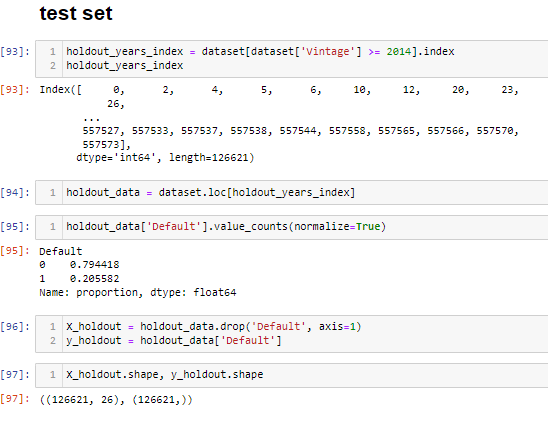 test set
[93]: 1 holdout_years_index = dataset[dataset['Vintage'] >= 2014].index
2 holdout_years_index
[93]: Index([ 0, 2, 4, 5, 6, 10, 12, 20, 23,
26,
...
557527, 557533, 557537, 557538, 557544, 557558, 557565, 557566, 557570,
557573],
dtype='int64', length=126621)
[94]: 1 holdout_data = dataset.loc[holdout_years_index]
[95]: 1 holdout_data['Default'].value_counts(normalize=True)
[95]: Default
0 0.794418
1 0.205582
Name: proportion, dtype: float64
[96]: 1 X_holdout = holdout_data.drop('Default', axis=1)
2 y_holdout = holdout_data['Default']
[97]: 1 X_holdout.shape, y_holdout.shape
[97]: ((126621, 26), (126621,))